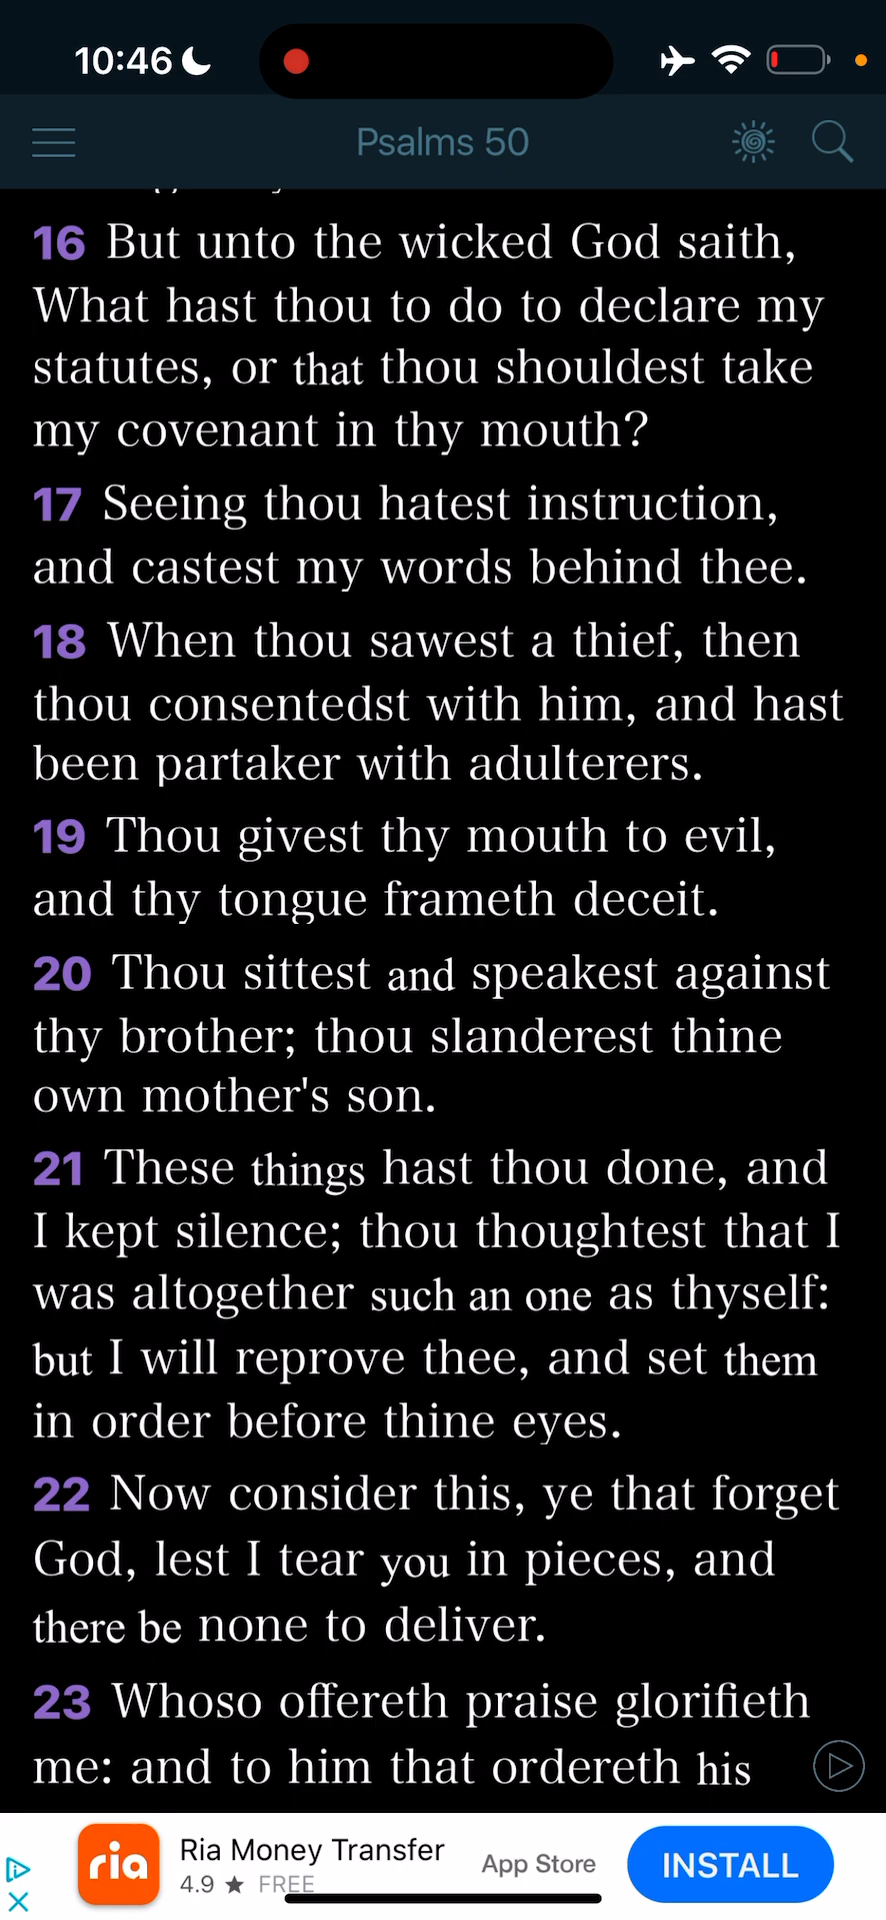 10:46
Psalms 50
16 But unto the wicked God saith,
What hast thou to do to declare my
statutes, or that thou shouldest take
my covenant in thy mouth?
17 Seeing thou hatest instruction,
and castest my words behind thee.
18 When thou sawest a thief, then
thou consentedst with him, and hast
been partaker with adulterers.
19 Thou givest thy mouth to evil,
and thy tongue frameth deceit.
20 Thou sittest and speakest against
thy brother; thou slanderest thine
own mother's son.
21 These things hast thou done, and
I kept silence; thou thoughtest that I
was altogether such an one as thyself:
but I will reprove thee, and set them
in order before thine eyes.
22 Now consider this, ye that forget
God, lest I tear you in pieces, and
there be none to deliver.
23 Whoso offereth praise glorifieth
me: and to him that ordereth his
ria
Ria Money Transfer
4.9 ★ FREE
App Store
INSTALL